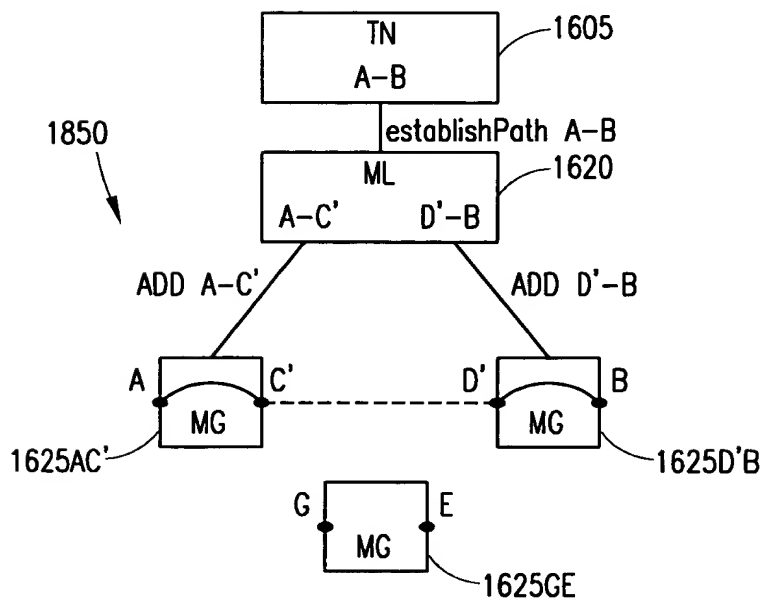 TN
1605
A-B
1850
establishPath A-B
ML
1620
A-C' D'-B
ADD A-C' ADD D'-B
A C' D' B
MG MG
1625AC' 1625D'B
G E
MG
1625GE